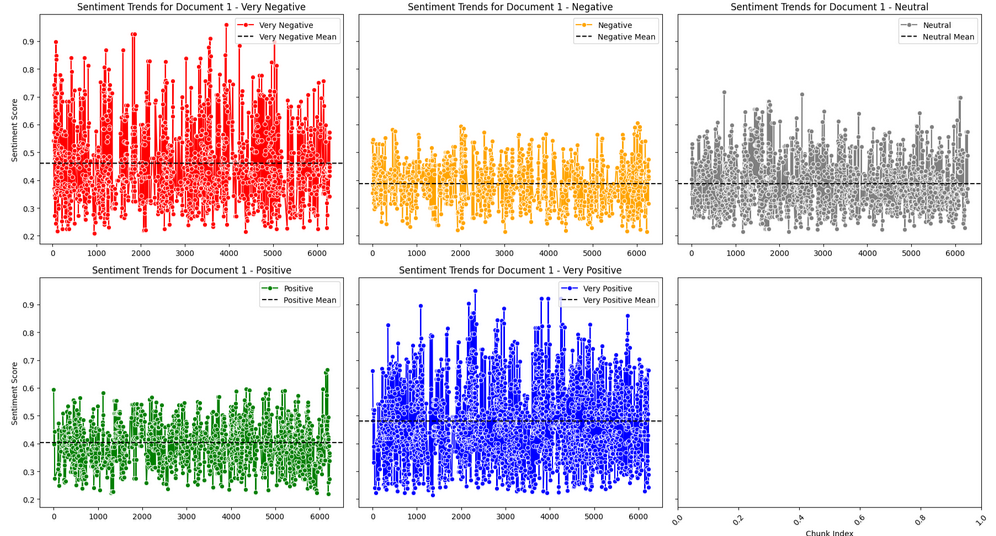 Sentiment Trends for Document 1 - Very Negative
Sentiment Trends for Document 1 - Negative
Sentiment Trends for Document 1 - Neutral
Very Negative
Very Negative Mean
Negative
Negative Mean
Neutral
Neutral Mean
Sentiment Score
0.9
0.8
0.7
0.6
0.5
0.4
0.3
0.2
0 1000 2000 3000 4000 5000 6000
0 1000 2000 3000 4000 5000 6000
0 1000 2000 3000 4000 5000 6000
Sentiment Trends for Document 1 - Positive
Sentiment Trends for Document 1 - Very Positive
Positive
Positive Mean
Very Positive
Very Positive Mean
Sentiment Score
0.9
0.8
0.7
0.6
0.5
0.4
0.3
0.2
0 1000 2000 3000 4000 5000 6000
0 1000 2000 3000 4000 5000 6000
0.0 0.2 0.4 0.6 0.8 1.0
Chunk Index